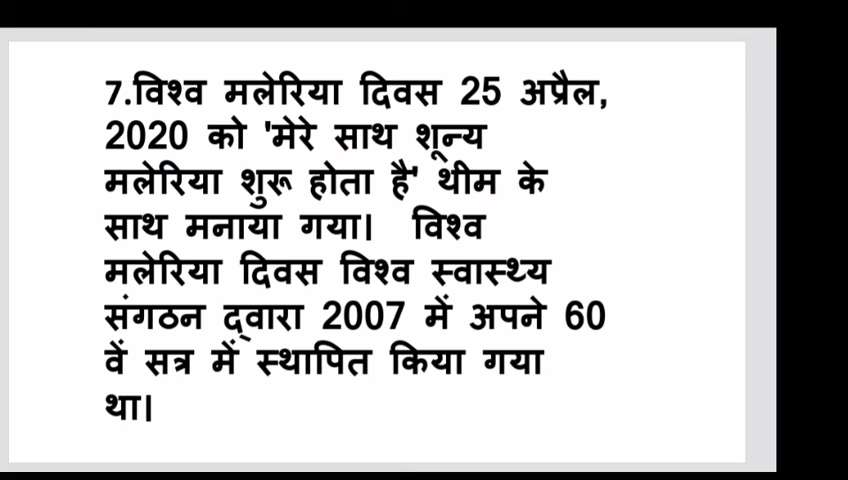 7.विश्व मलेरिया दिवस 25 अप्रैल,
2020 को 'मेरे साथ शून्य
मलेरिया शुरू होता है' थीम के
साथ मनाया गया। विश्व
मलेरिया दिवस विश्व स्वास्थ्य
संगठन द्वारा 2007 में अपने 60
वें सत्र में स्थापित किया गया
था।